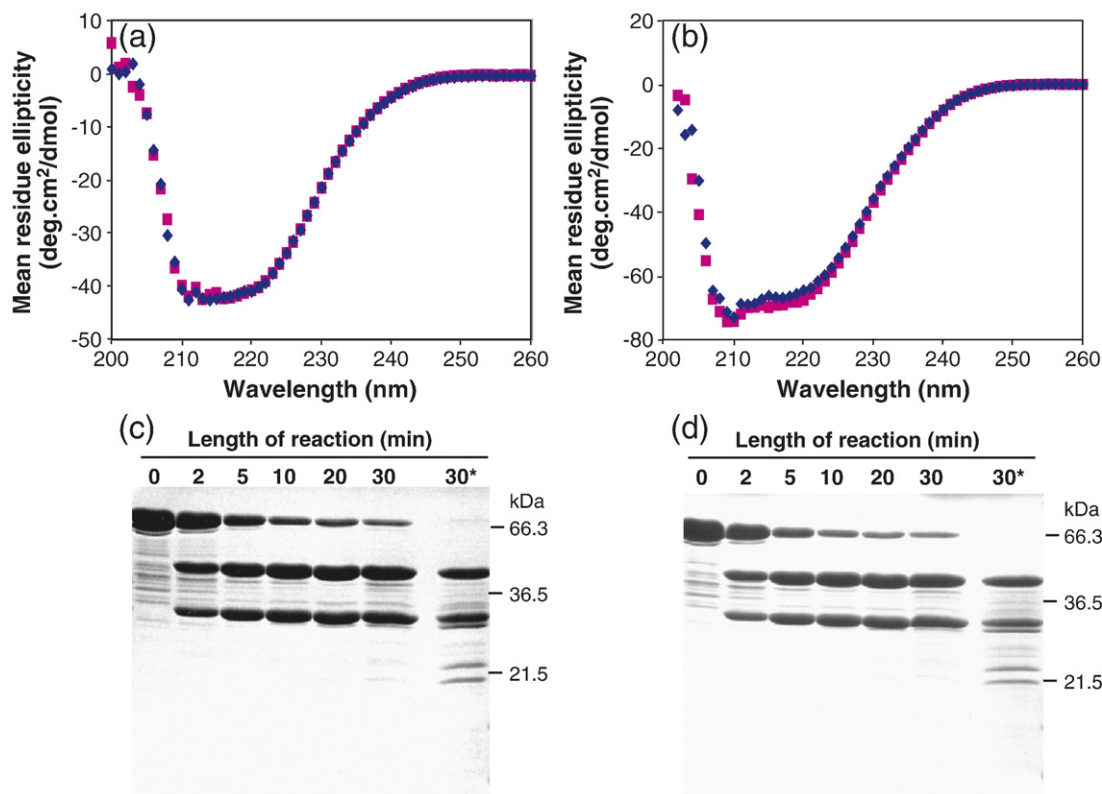 (a)
10
0
-10
-20
-30
-40
-50
200
210
220
230
240
250
260
Mean residue ellipticity
(deg.cm²/dmol)
Wavelength (nm)
(b)
20
0
-20
-40
-60
-80
200
210
220
230
240
250
260
Mean residue ellipticity
(deg.cm²/dmol)
Wavelength (nm)
(c)
Length of reaction (min)
0 2 5 10 20 30 30*
kDa
66.3
36.5
21.5
(d)
Length of reaction (min)
0 2 5 10 20 30 30*
kDa
66.3
36.5
21.5